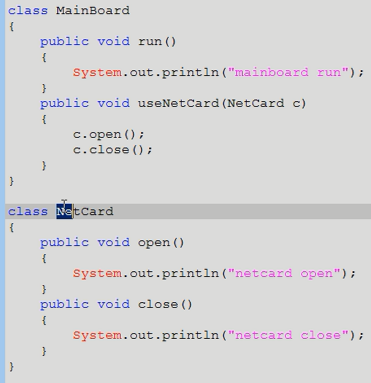 class MainBoard
{
    public void run()
    {
        System.out.println("mainboard run");
    }
    public void useNetCard(NetCard c)
    {
        c.open();
        c.close();
    }
}
class NetCard
{
    public void open()
    {
        System.out.println("netcard open");
    }
    public void close()
    {
        System.out.println("netcard close");
    }
}